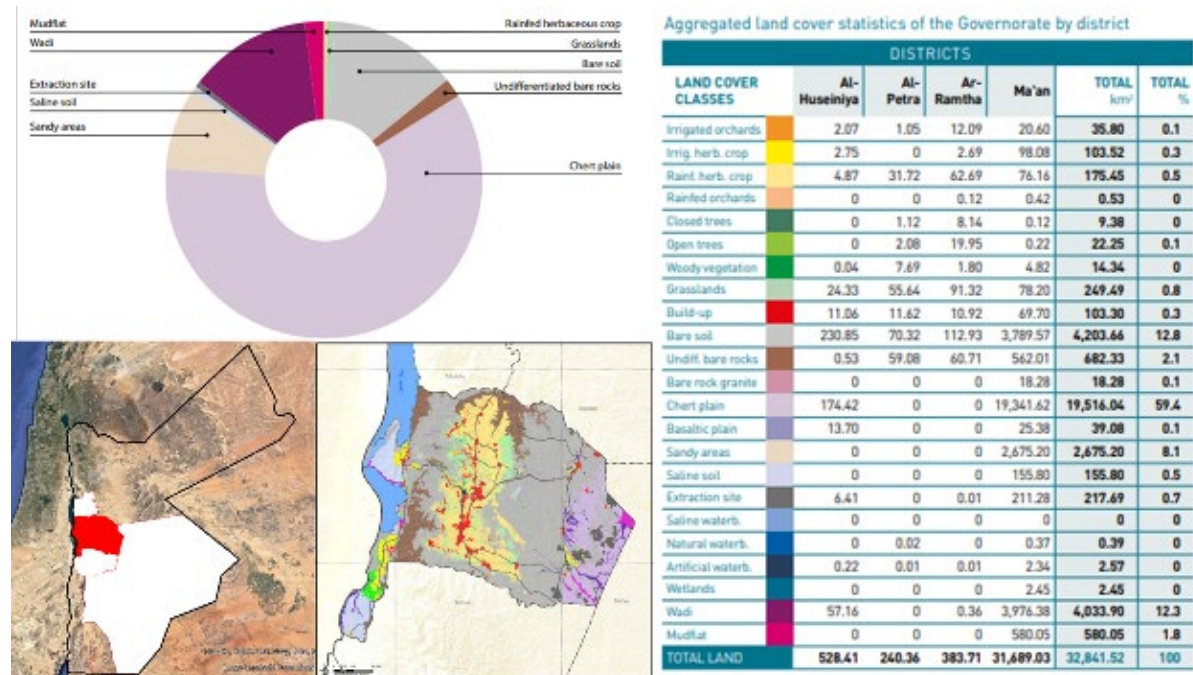 Mudflat
Wadi
Extraction site
Saline soil
Sandy areas
Rainfed herbaceous crop
Grasslands
Bare soil
Undifferentiated bare rocks
Chert plain
Aggregated land cover statistics of the Governorate by district
DISTRICTS
LAND COVER CLASSES Al-Huseiniya Al-Petra Ar-Ramtha Ma'an TOTAL km² TOTAL %
Irrigated orchards 2.07 1.05 12.09 20.60 35.80 0.1
Irrig. herb. crop 2.75 0 2.69 98.08 103.52 0.3
Rainf. herb. crop 4.87 31.72 62.69 76.16 175.45 0.5
Rainfed orchards 0 0 0.12 0.42 0.53 0
Closed trees 0 1.12 8.14 0.12 9.38 0
Open trees 0 2.08 19.95 0.22 22.25 0.1
Woody vegetation 0.04 7.69 1.80 4.82 14.34 0
Grasslands 24.33 55.64 91.32 78.20 249.49 0.8
Build-up 11.06 11.62 10.92 69.70 103.30 0.3
Bare soil 230.85 70.32 112.93 3,789.57 4,203.66 12.8
Undiff. bare rocks 0.53 59.08 60.71 562.01 682.33 2.1
Bare rock granite 0 0 0 18.28 18.28 0.1
Chert plain 174.42 0 0 19,341.62 19,516.04 59.4
Basaltic plain 13.70 0 0 25.38 39.08 0.1
Sandy areas 0 0 0 2,675.20 2,675.20 8.1
Saline soil 0 0 0 155.80 155.80 0.5
Extraction site 6.41 0 0.01 211.28 217.69 0.7
Saline waterb. 0 0 0 0 0 0
Natural waterb. 0 0.02 0 0.37 0.39 0
Artificial waterb. 0.22 0.01 0.01 2.34 2.57 0
Wetlands 0 0 0 2.45 2.45 0
Wadi 57.16 0 0.36 3,976.38 4,033.90 12.3
Mudflat 0 0 0 580.05 580.05 1.8
TOTAL LAND 528.41 240.36 383.71 31,689.03 32,841.52 100